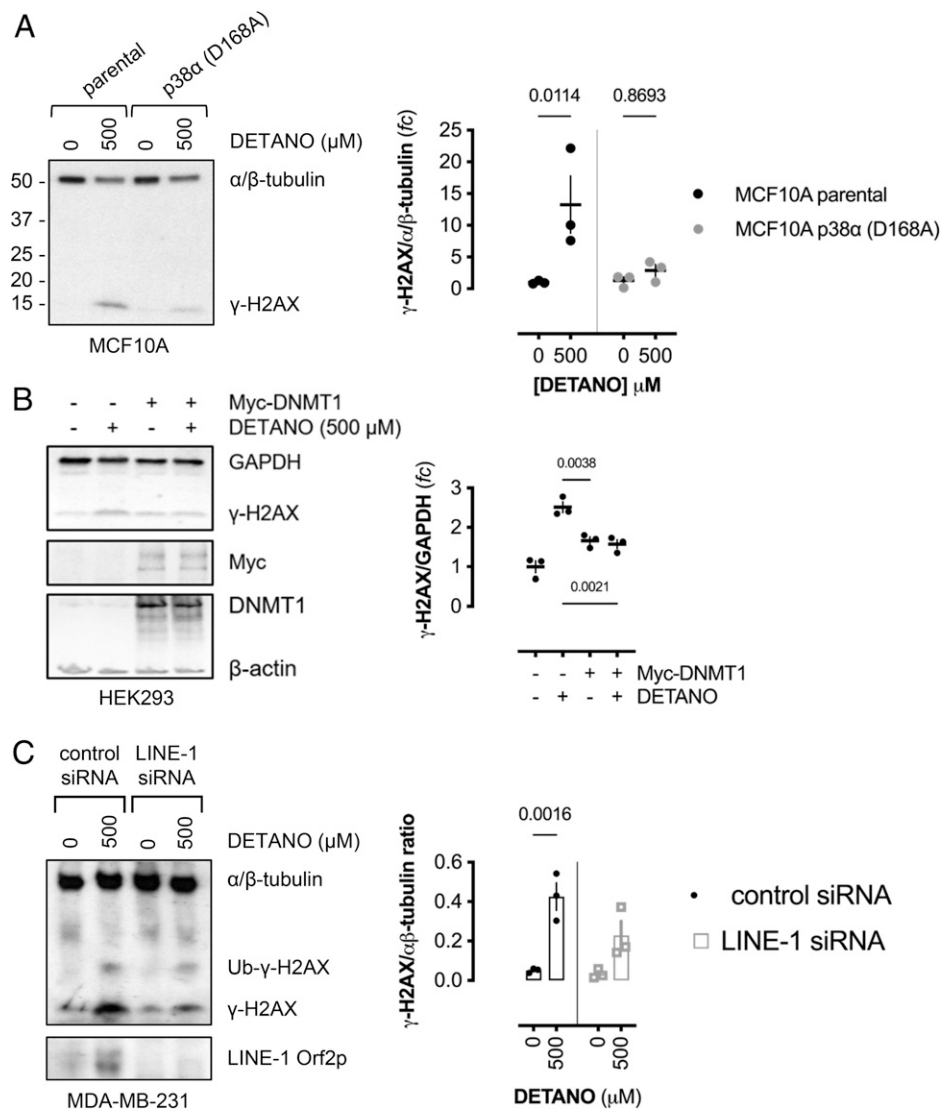 A
parental
p38α (D168A)
0
500
0
500
DETANO (μM)
50 -
37 -
25 -
20 -
15 -
α/β-tubulin
γ-H2AX
MCF10A
0.0114
0.8693
γ-H2AX/α/β-tubulin (fc)
25
20
15
10
5
0
0
500
0
500
[DETANO] μM
MCF10A parental
MCF10A p38α (D168A)
B
- - + + Myc-DNMT1
- + - + DETANO (500 μM)
GAPDH
γ-H2AX
Myc
DNMT1
β-actin
HEK293
γ-H2AX/GAPDH (fc)
3
2
1
0
0.0038
0.0021
- - + + Myc-DNMT1
- + - + DETANO
C
control
siRNA
LINE-1
siRNA
0
500
0
500
DETANO (μM)
α/β-tubulin
Ub-γ-H2AX
γ-H2AX
LINE-1 Orf2p
MDA-MB-231
0.0016
γ-H2AX/αβ-tubulin ratio
0.6
0.4
0.2
0.0
0
500
0
500
DETANO (μM)
control siRNA
LINE-1 siRNA